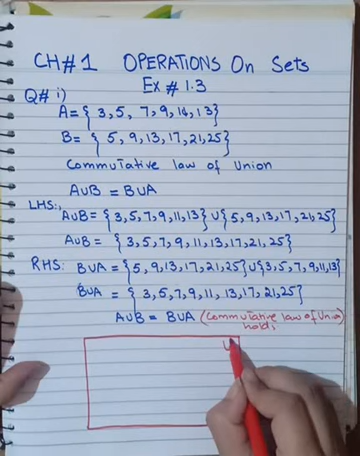 CH#1 OPERATIONS On Sets
Ex # 1.3
Q# i)
A={ 3,5, 7,9,11,13}
B= { 5,9,13,17,21,25}
Commutative law of Union
A∪B = B∪A
LHS:
A∪B= {3,5,7,9,11,13} ∪{5,9,13,17,21,25}
A∪B= {3,5,7,9,11,13,17,21,25}
RHS: B∪A = {5,9,13,17,21,25}∪{3,5,7,9,11,13}
B∪A = { 3,5,7,9,11,13,17,21,25}
A∪B = B∪A (Commutative law of Union
holds
U